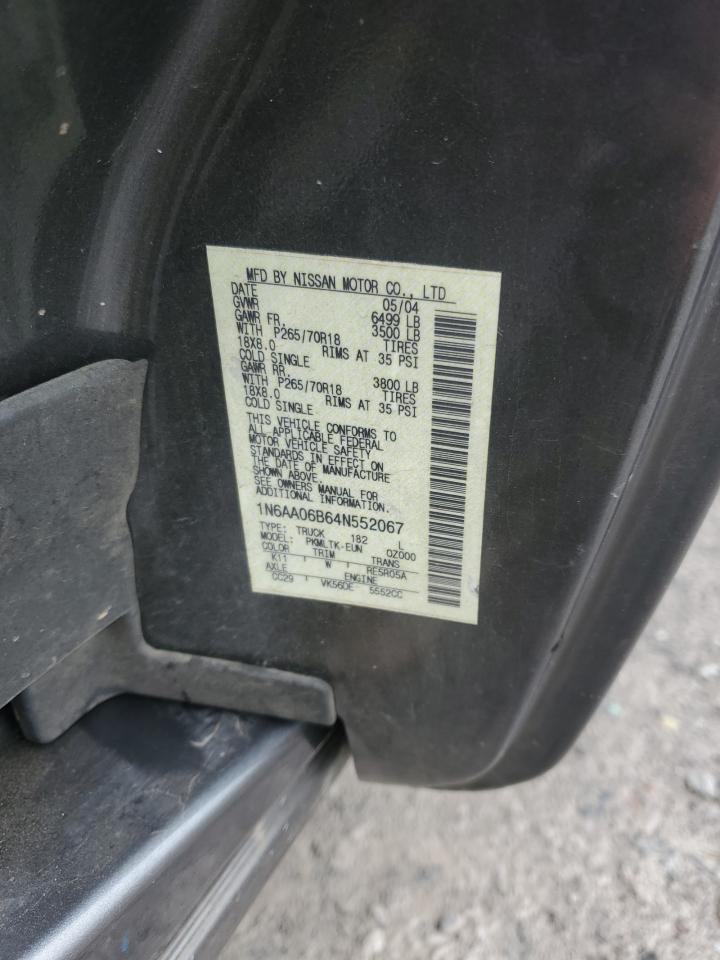 MFD BY NISSAN MOTOR CO., LTD
DATE 05/04
GVWR 6499 LB
GAWR FR. 3500 LB
WITH P265/70R18 TIRES
18X8.0 RIMS AT 35 PSI
COLD SINGLE
GAWR RR. 3800 LB
WITH P265/70R18 TIRES
18X8.0 RIMS AT 35 PSI
COLD SINGLE
THIS VEHICLE CONFORMS TO
ALL APPLICABLE FEDERAL
MOTOR VEHICLE SAFETY
STANDARDS IN EFFECT ON
THE DATE OF MANUFACTURE
SHOWN ABOVE.
SEE OWNERS MANUAL FOR
ADDITIONAL INFORMATION.
1N6AA06B64N552067
TYPE: TRUCK 182 L
MODEL: PKMLTK-EUN OZ000
COLOR TRIM TRANS
K11 W RE5R05A
AXLE ENGINE
CC29 VK56DE 5552CC